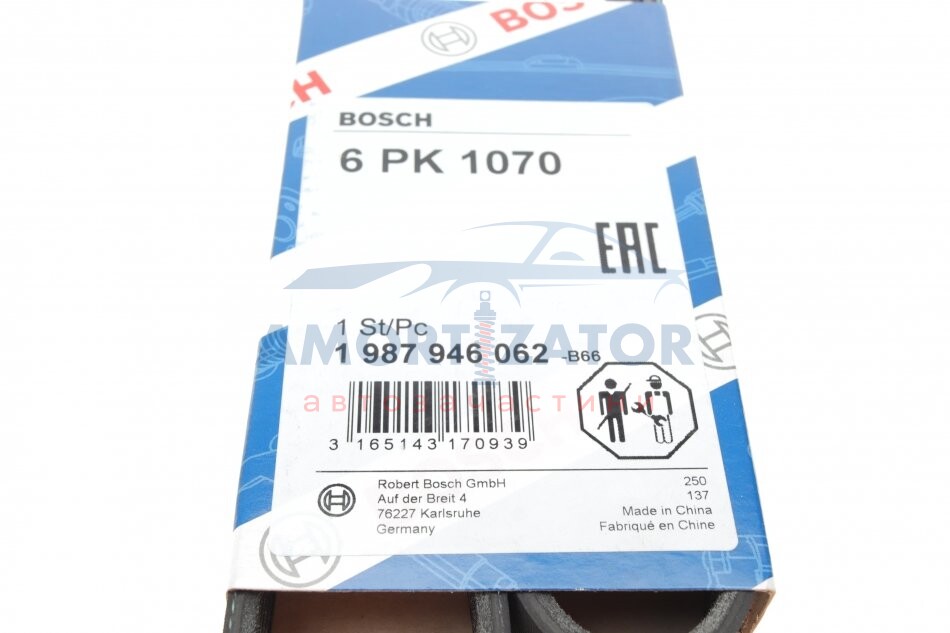 BOSCH
H
BOSCH
6 PK 1070
EAC
1 St/Pc
AMORTIZATOR
1 987 946 062 -B66
автозапчастини
3 165143 170939
Robert Bosch GmbH
Auf der Breit 4
76227 Karlsruhe
Germany
250
137
Made in China
Fabriqué en Chine